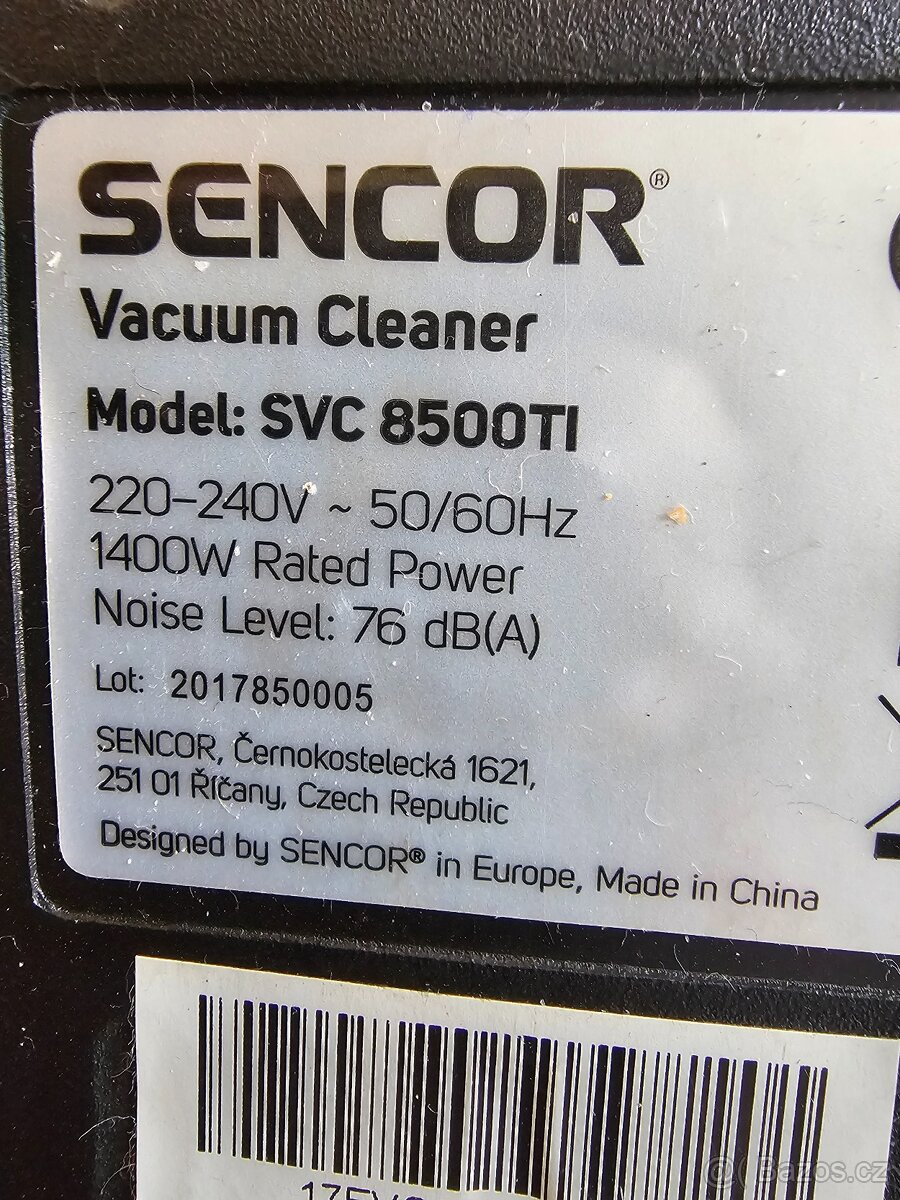 SENCOR®
Vacuum Cleaner
Model: SVC 8500TI
220–240V ~ 50/60Hz
1400W Rated Power
Noise Level: 76 dB(A)
Lot: 2017850005
SENCOR, Černokostelecká 1621,
251 01 Říčany, Czech Republic
Designed by SENCOR® in Europe, Made in China
© Bazos.cz